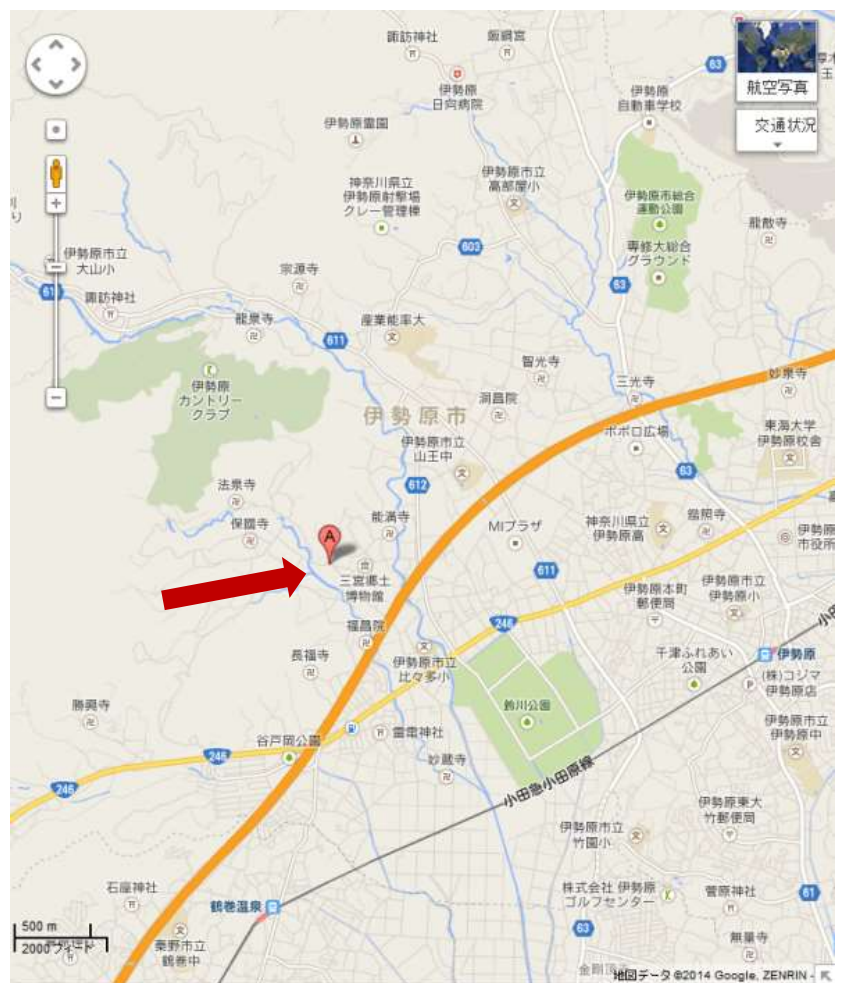 諏訪神社
飯綱宮
63
伊勢原
日向病院
伊勢原
自動車学校
航空写真
交通状況
伊勢原霊園
神奈川県立
伊勢原射撃場
クレー管理棟
伊勢原市立
高部屋小
伊勢原市総合
運動公園
龍散寺
603
専修大総合
グラウンド
伊勢原市立
大山小
宗源寺
63
諏訪神社
龍泉寺
産業能率大
611
智光寺
妙泉寺
三光寺
伊勢原
カントリー
クラブ
洞昌院
伊勢原市
伊勢原市立
山王中
ポポロ広場
東海大学
伊勢原校舎
63
法泉寺
612
保國寺
能満寺
MIプラザ
神奈川県立
伊勢原高
A
伊勢原
市役所
三宮郷土
博物館
611
伊勢原本町
郵便局
伊勢原市立
伊勢原小
福昌院
246
長福寺
伊勢原市立
比々多小
千津ふれあい
公園
伊勢原
(株)コジマ
伊勢原店
勝興寺
鈴川公園
伊勢原市立
伊勢原中
谷戸岡公園
雷電神社
246
妙蔵寺
小田急小田原線
246
伊勢原東大
竹郵便局
伊勢原市立
竹園小
石座神社
株式会社 伊勢原
ゴルフセンター
菅原神社
61
鶴巻温泉
500 m
2000 フィート
秦野市立
鶴巻中
63
無量寺
地図データ ©2014 Google, ZENRIN -